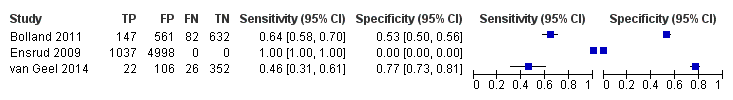 Study TP FP FN TN Sensitivity (95% CI) Specificity (95% CI) Sensitivity (95% CI) Specificity (95% CI)
Bolland 2011 147 561 82 632 0.64 [0.58, 0.70] 0.53 [0.50, 0.56]
Ensrud 2009 1037 4998 0 0 1.00 [1.00, 1.00] 0.00 [0.00, 0.00]
van Geel 2014 22 106 26 352 0.46 [0.31, 0.61] 0.77 [0.73, 0.81]
0 0.2 0.4 0.6 0.8 1 0 0.2 0.4 0.6 0.8 1